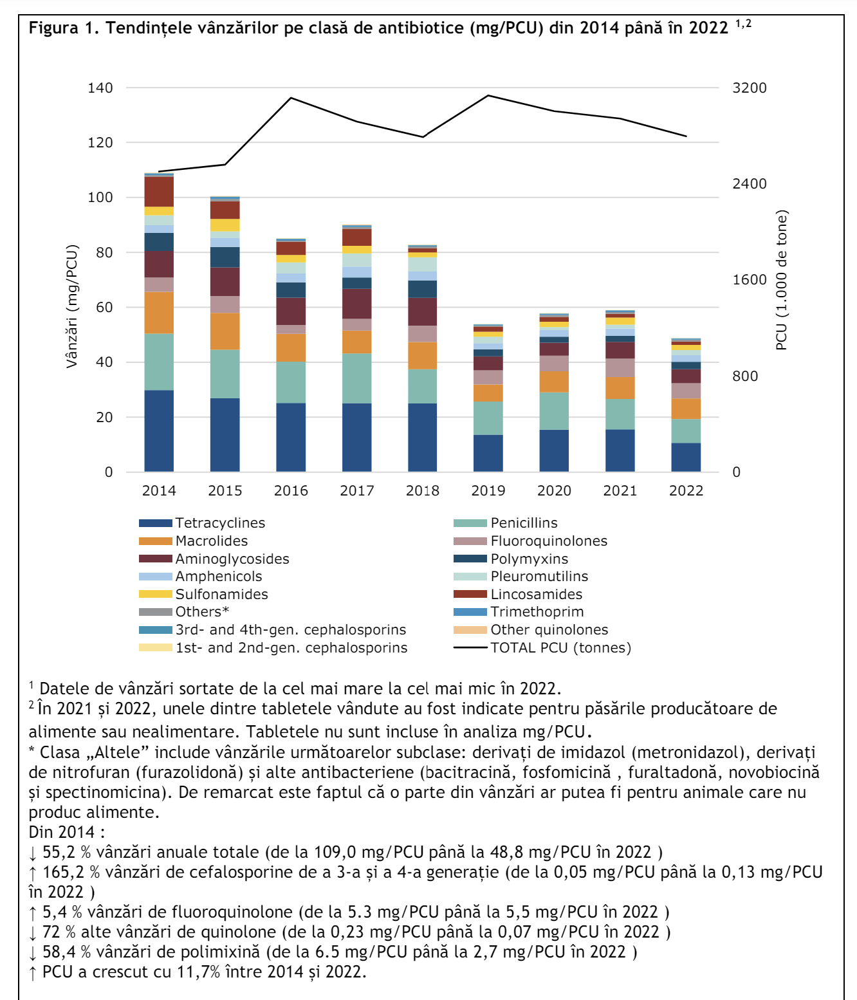 Figura 1. Tendințele vânzărilor pe clasă de antibiotice (mg/PCU) din 2014 până în 2022 1,2
140
120
100
80
60
40
20
0
Vânzări (mg/PCU)
3200
2400
1600
800
0
PCU (1.000 de tone)
2014 2015 2016 2017 2018 2019 2020 2021 2022
Tetracyclines Penicillins
Macrolides Fluoroquinolones
Aminoglycosides Polymyxins
Amphenicols Pleuromutilins
Sulfonamides Lincosamides
Others* Trimethoprim
3rd- and 4th-gen. cephalosporins Other quinolones
1st- and 2nd-gen. cephalosporins TOTAL PCU (tonnes)
1 Datele de vânzări sortate de la cel mai mare la cel mai mic în 2022.
2 În 2021 și 2022, unele dintre tabletele vândute au fost indicate pentru păsările producătoare de
alimente sau nealimentare. Tabletele nu sunt incluse în analiza mg/PCU.
* Clasa „Altele” include vânzările următoarelor subclase: derivați de imidazol (metronidazol), derivați
de nitrofuran (furazolidonă) și alte antibacteriene (bacitracină, fosfomicină , furaltadonă, novobiocină
și spectinomicina). De remarcat este faptul că o parte din vânzări ar putea fi pentru animale care nu
produc alimente.
Din 2014 :
↓ 55,2 % vânzări anuale totale (de la 109,0 mg/PCU până la 48,8 mg/PCU în 2022 )
↑ 165,2 % vânzări de cefalosporine de a 3-a și a 4-a generație (de la 0,05 mg/PCU până la 0,13 mg/PCU
în 2022 )
↑ 5,4 % vânzări de fluoroquinolone (de la 5.3 mg/PCU până la 5,5 mg/PCU în 2022 )
↓ 72 % alte vânzări de quinolone (de la 0,23 mg/PCU până la 0,07 mg/PCU în 2022 )
↓ 58,4 % vânzări de polimixină (de la 6.5 mg/PCU până la 2,7 mg/PCU în 2022 )
↑ PCU a crescut cu 11,7% între 2014 și 2022.